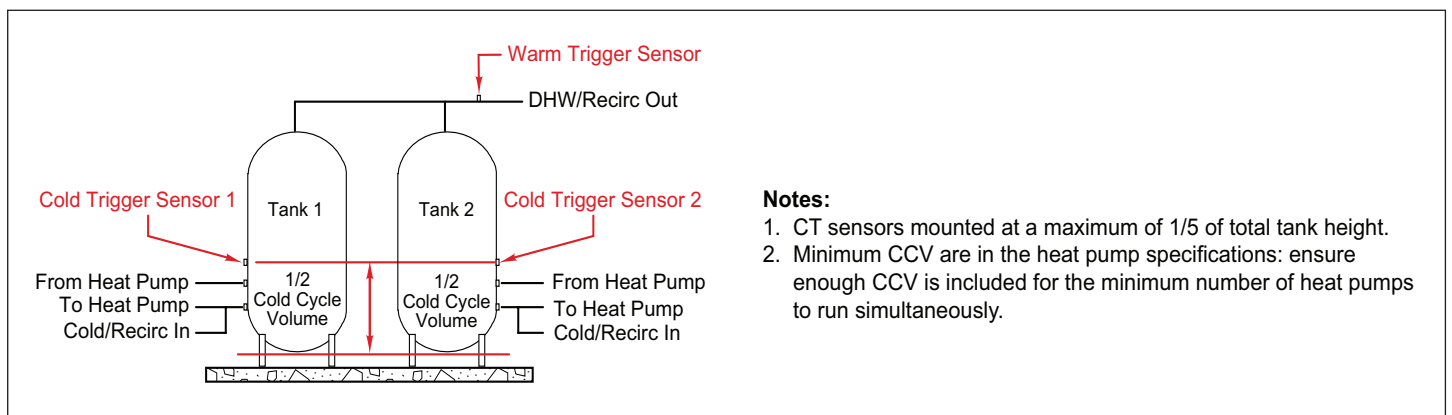 Warm Trigger Sensor
DHW/Recirc Out
Cold Trigger Sensor 1
Tank 1
Tank 2
Cold Trigger Sensor 2
From Heat Pump
To Heat Pump
Cold/Recirc In
1/2
Cold Cycle
Volume
1/2
Cold Cycle
Volume
From Heat Pump
To Heat Pump
Cold/Recirc In
Notes:
1. CT sensors mounted at a maximum of 1/5 of total tank height.
2. Minimum CCV are in the heat pump specifications: ensure
enough CCV is included for the minimum number of heat pumps
to run simultaneously.